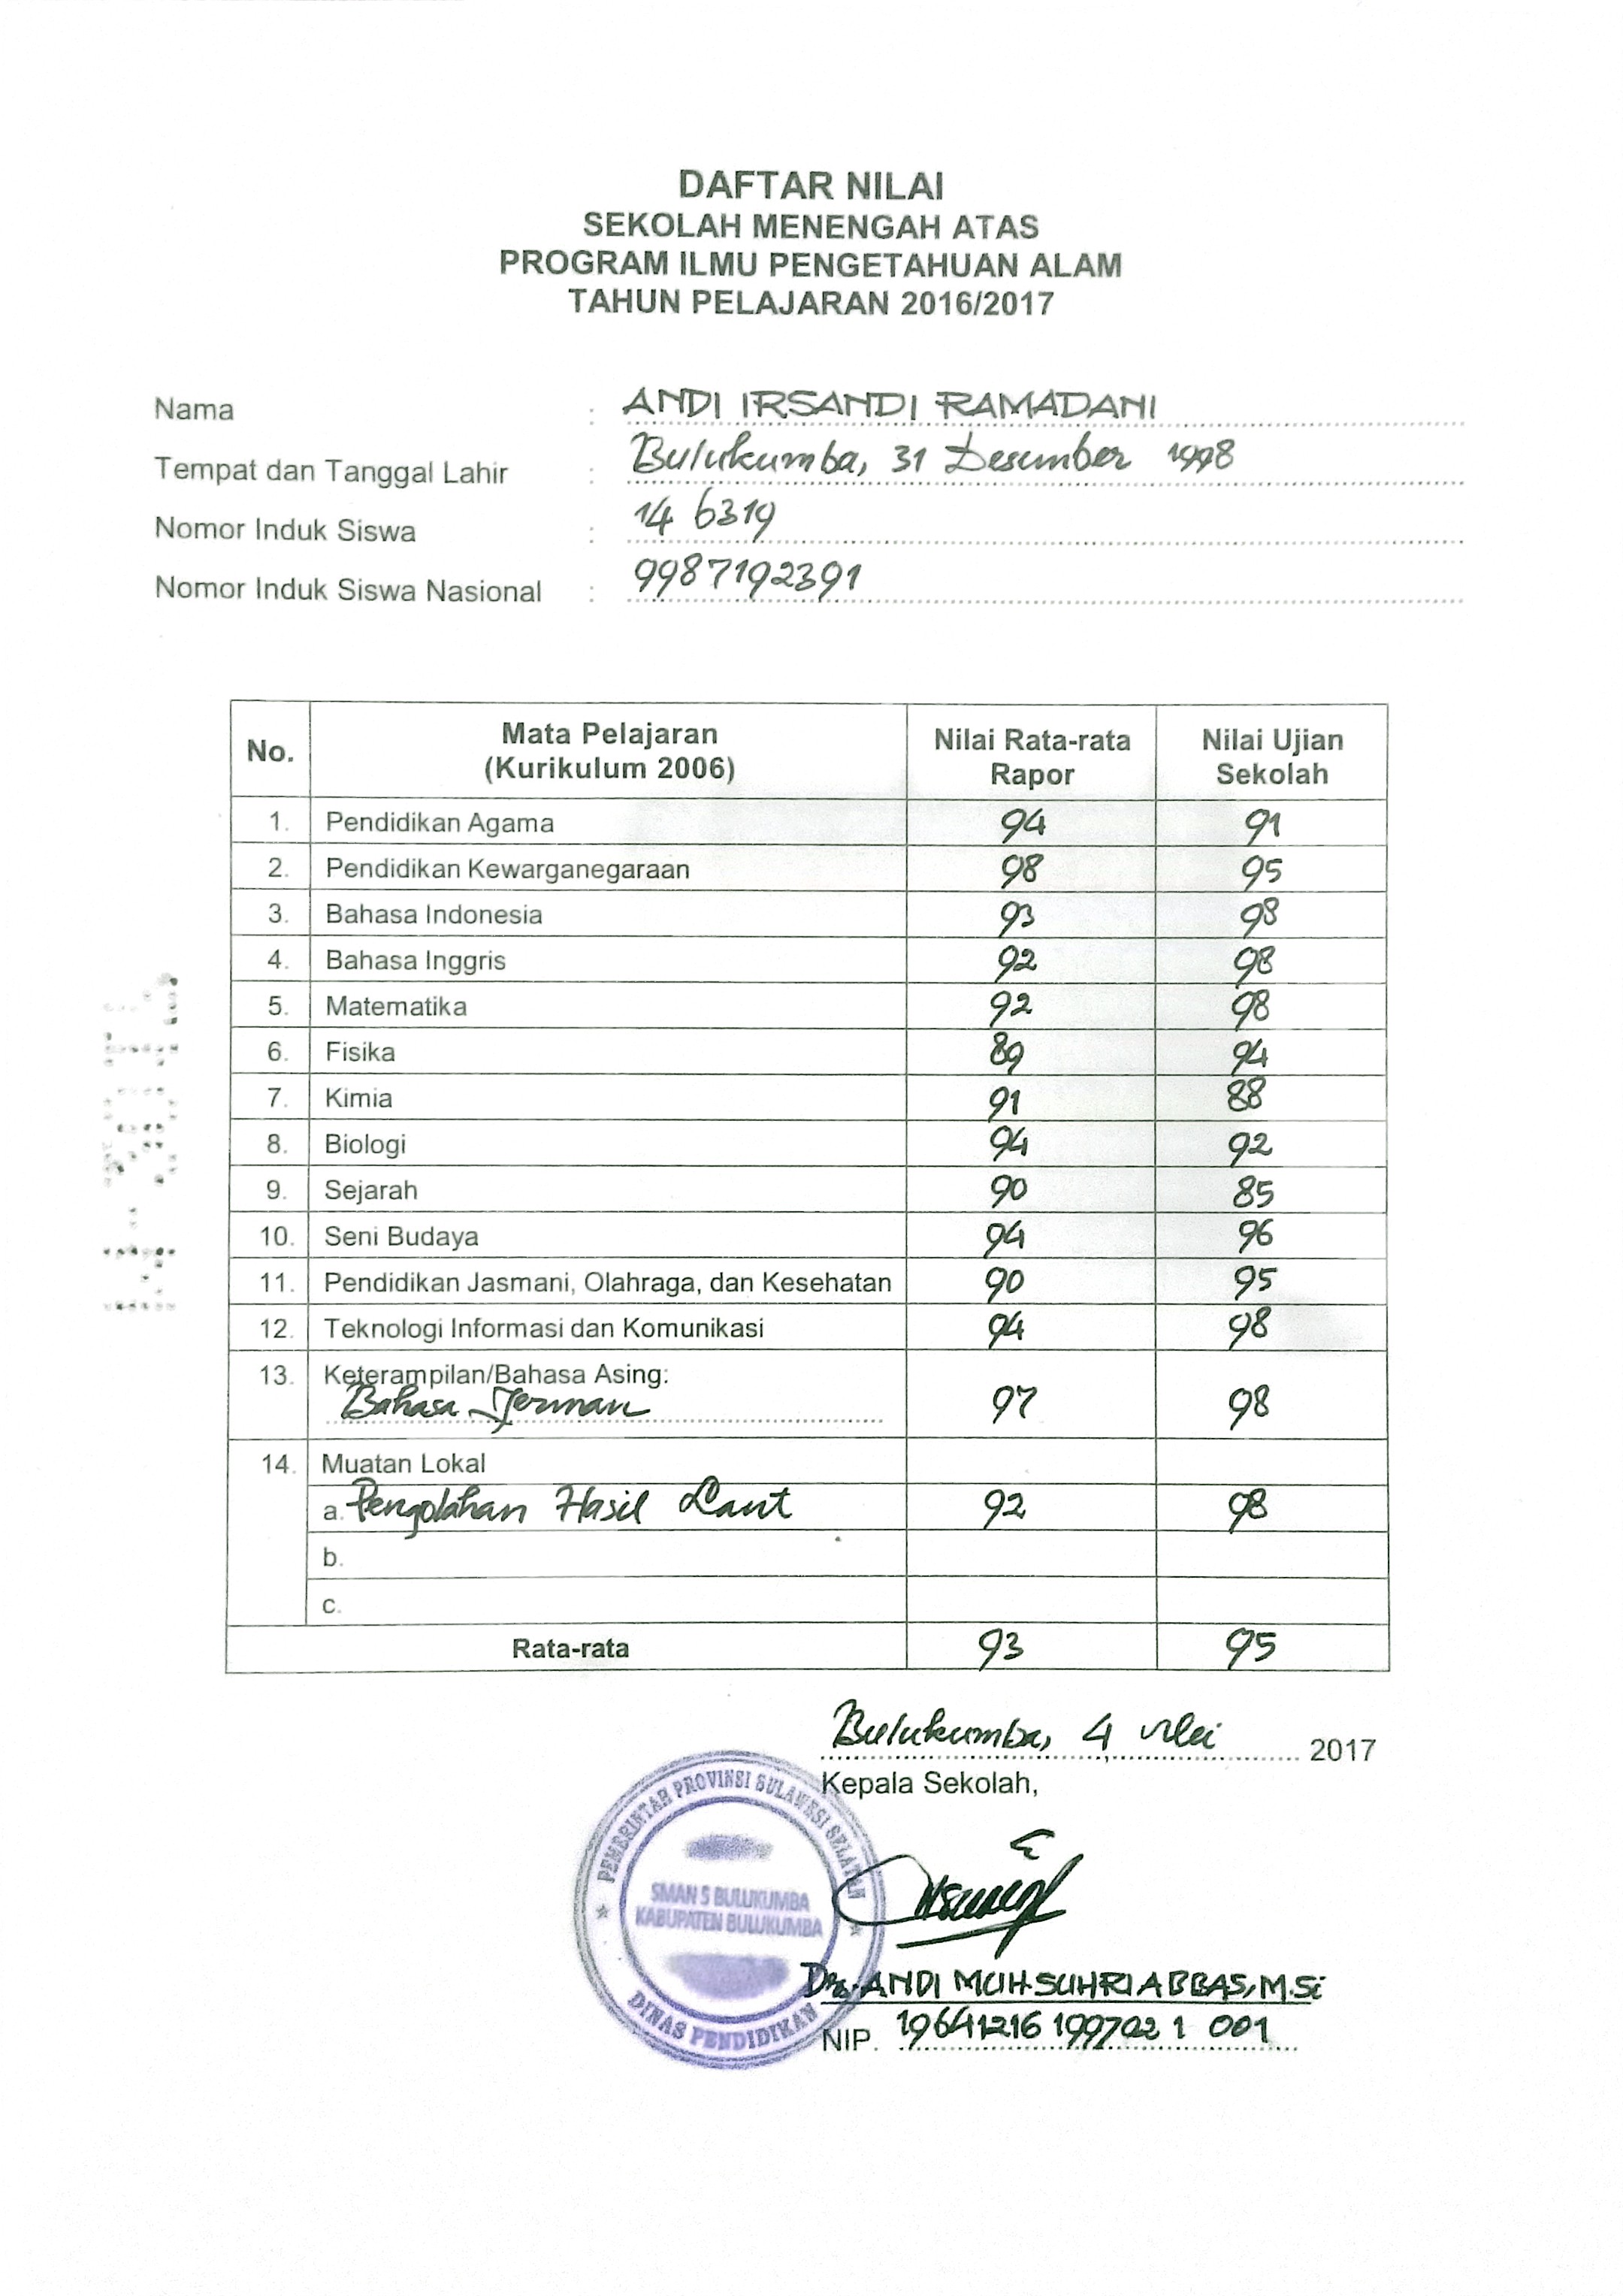 DAFTAR NILAI
SEKOLAH MENENGAH ATAS
PROGRAM ILMU PENGETAHUAN ALAM
TAHUN PELAJARAN 2016/2017
Nama : ANDI IRSANDI RAMADANI
Tempat dan Tanggal Lahir : Bulukumba, 31 Desember 1998
Nomor Induk Siswa : 14 6319
Nomor Induk Siswa Nasional : 9987192391
No. Mata Pelajaran (Kurikulum 2006) Nilai Rata-rata Rapor Nilai Ujian Sekolah
1. Pendidikan Agama 94 91
2. Pendidikan Kewarganegaraan 98 95
3. Bahasa Indonesia 93 98
4. Bahasa Inggris 92 98
5. Matematika 92 98
6. Fisika 89 94
7. Kimia 91 88
8. Biologi 94 92
9. Sejarah 90 85
10. Seni Budaya 94 96
11. Pendidikan Jasmani, Olahraga, dan Kesehatan 90 95
12. Teknologi Informasi dan Komunikasi 94 98
13. Keterampilan/Bahasa Asing:
Bahasa Jerman 97 98
14. Muatan Lokal
a. Pengolahan Hasil Laut 92 98
b.
c.
Rata-rata 93 95
Bulukumba, 4 Mei 2017
Kepala Sekolah,
PEMERINTAH PROVINSI SULAWESI SELATAN
SMAN 5 BULUKUMBA
KABUPATEN BULUKUMBA
DINAS PENDIDIKAN
Drs. ANDI MUH. SUHRI ABBAS, M.Si
NIP. 19641216 199702 1 001